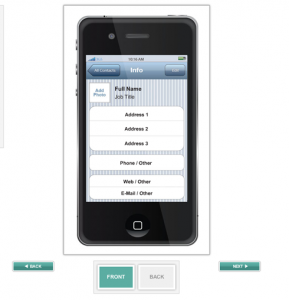 10:16 AM
All Contacts
Info
Add
Photo
Full Name
Job Title
Address 1
Address 2
Address 3
Phone / Other
Web / Other
E-Mail / Other
◄ BACK
NEXT ►
FRONT
BACK